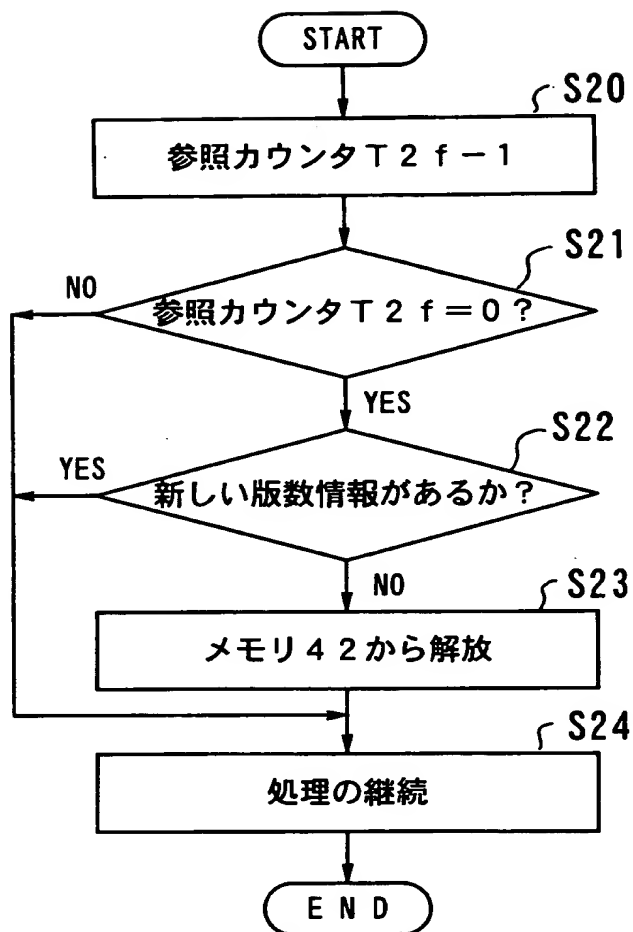 START
S20
参照カウンタT2f-1
S21
NO
参照カウンタT2f=0?
YES
S22
YES
新しい版数情報があるか?
NO
S23
メモリ42から解放
S24
処理の継続
END